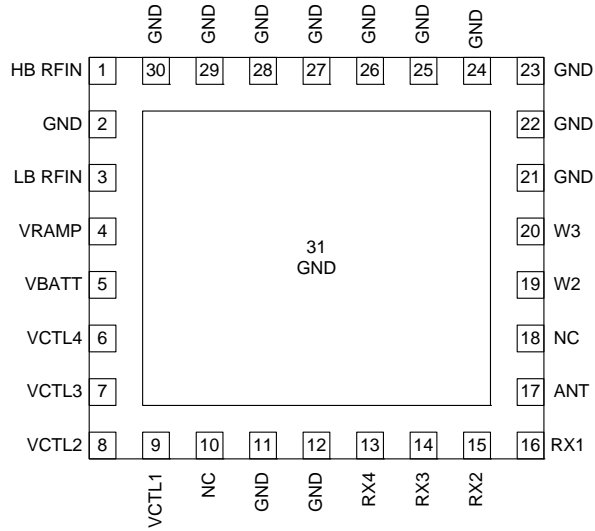 GND GND GND GND GND GND GND
HB RFIN 1 30 29 28 27 26 25 24 23 GND
GND 2 22 GND
LB RFIN 3 21 GND
VRAMP 4 20 W3
31
GND
VBATT 5 19 W2
VCTL4 6 18 NC
VCTL3 7 17 ANT
VCTL2 8 9 10 11 12 13 14 15 16 RX1
VCTL1 NC GND GND RX4 RX3 RX2